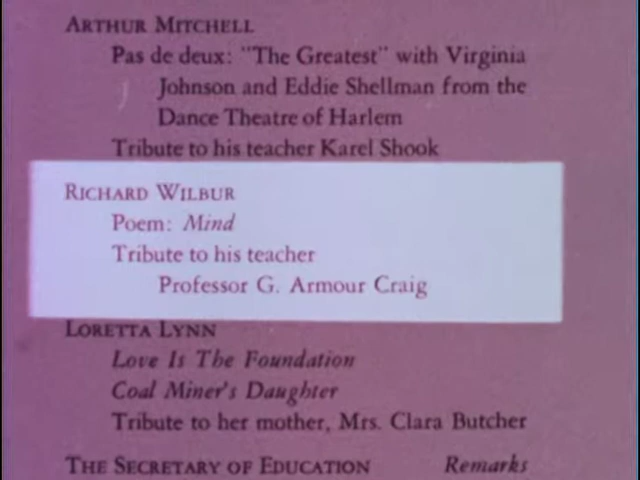 ARTHUR MITCHELL
Pas de deux: "The Greatest" with Virginia
Johnson and Eddie Shellman from the
Dance Theatre of Harlem
Tribute to his teacher Karel Shook
RICHARD WILBUR
Poem: Mind
Tribute to his teacher
Professor G. Armour Craig
LORETTA LYNN
Love Is The Foundation
Coal Miner's Daughter
Tribute to her mother, Mrs. Clara Butcher
THE SECRETARY OF EDUCATION Remarks